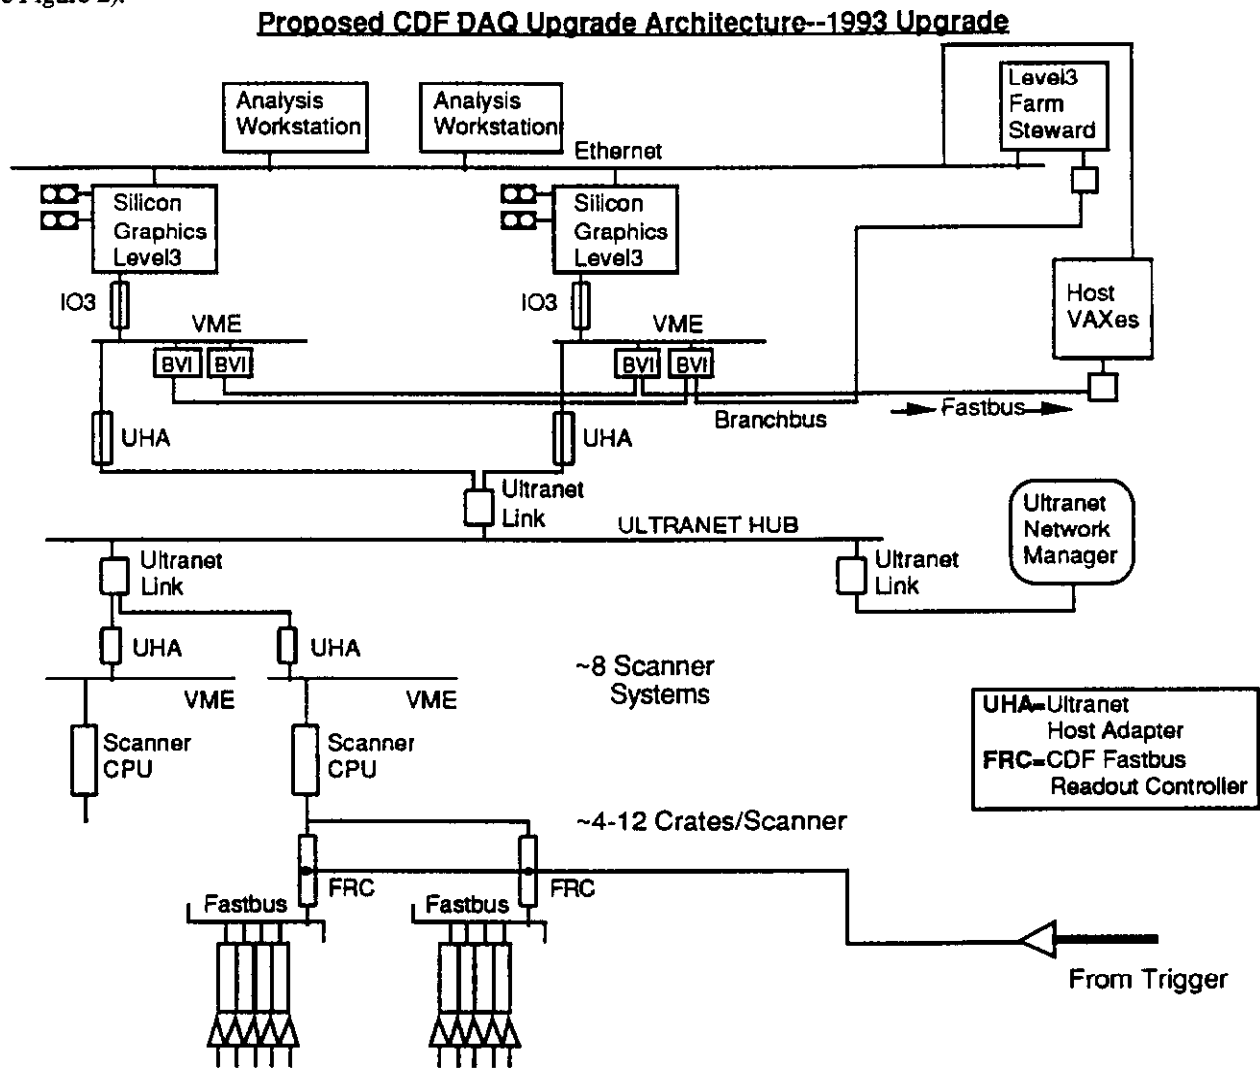 Figure 2).
Proposed CDF DAQ Upgrade Architecture--1993 Upgrade
Analysis
Workstation
Analysis
Workstation
Level3
Farm
Steward
Ethernet
Silicon
Graphics
Level3
Silicon
Graphics
Level3
Host
VAXes
IO3
IO3
VME
VME
BVI
BVI
BVI
BVI
Branchbus
Fastbus
UHA
UHA
Ultranet
Link
ULTRANET HUB
Ultranet
Network
Manager
Ultranet
Link
Ultranet
Link
UHA
UHA
VME
VME
~8 Scanner
Systems
UHA=Ultranet
Host Adapter
FRC=CDF Fastbus
Readout Controller
Scanner
CPU
Scanner
CPU
~4-12 Crates/Scanner
FRC
FRC
Fastbus
Fastbus
From Trigger